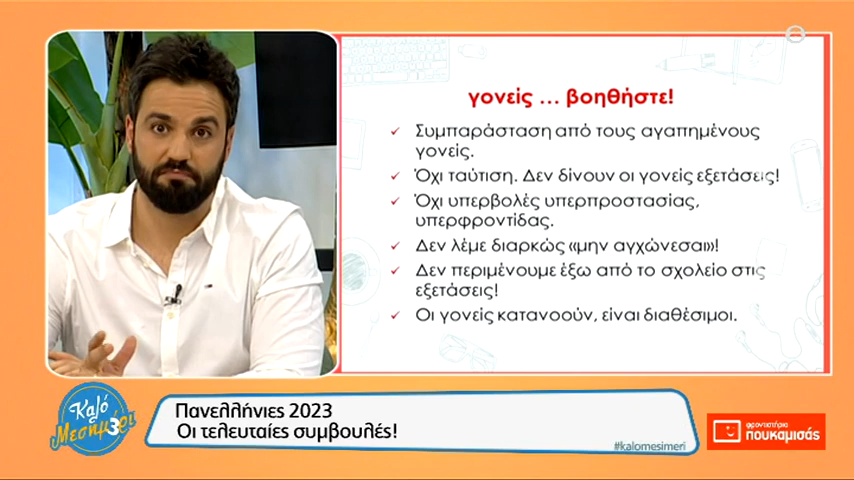 γονείς ... βοηθήστε!
Συμπαράσταση από τους αγαπημένους
γονείς.
Όχι ταύτιση. Δεν δίνουν οι γονείς εξετάσεις!
Όχι υπερβολές υπερπροστασίας,
υπερφροντίδας.
Δεν λέμε διαρκώς «μην αγχώνεσαι»!
Δεν περιμένουμε έξω από το σχολείο στις
εξετάσεις!
Οι γονείς κατανοούν, είναι διαθέσιμοι.
Καλό
Μεσημέρι
3
Πανελλήνιες 2023
Οι τελευταίες συμβουλές!
#kalomesimeri
φροντιστήρια
πουκαμισάς